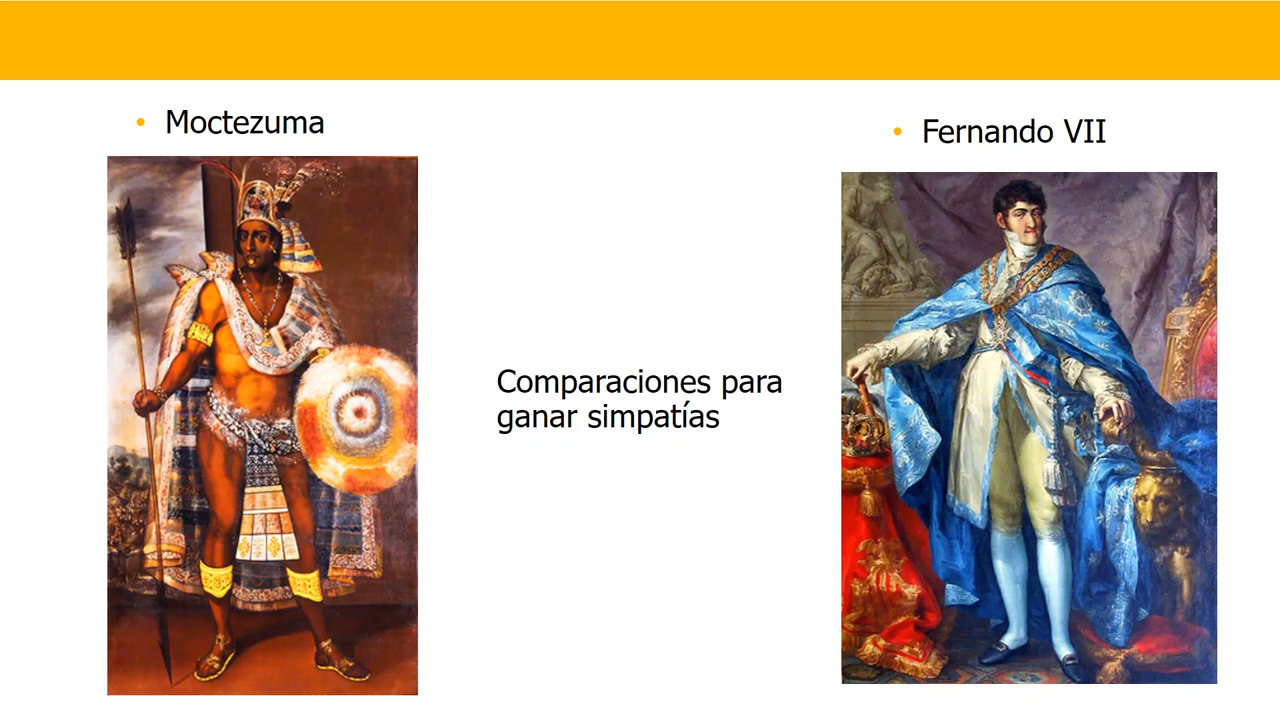 Moctezuma
Fernando VII
Comparaciones para
ganar simpatías